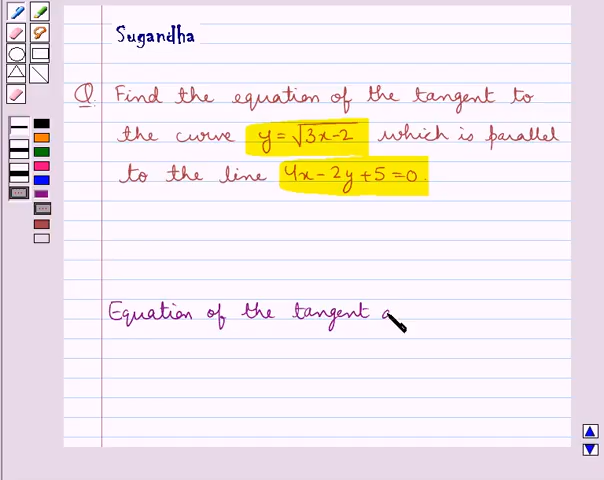 Sugandha
Q. Find the equation of the tangent to
the curve y = √3x-2 which is parallel
to the line 4x - 2y + 5 = 0.
Equation of the tangent a